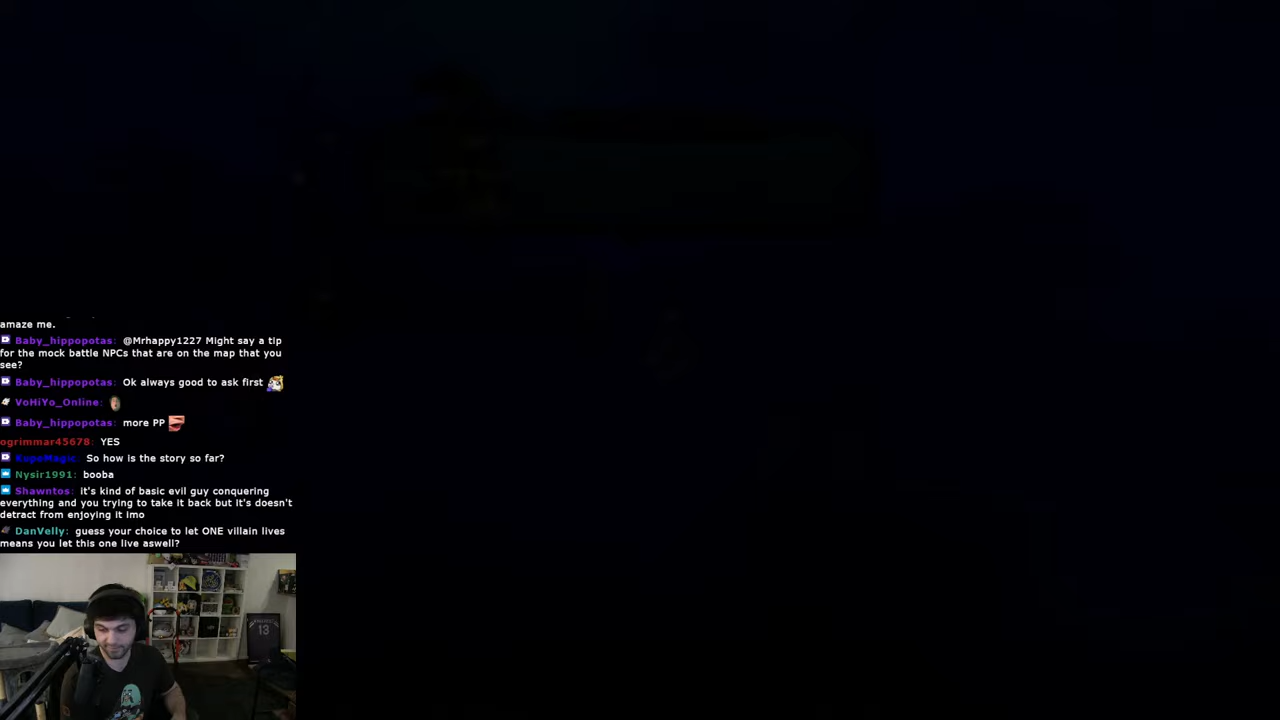 amaze me.
Baby_hippopotas: @Mrhappy1227 Might say a tip
for the mock battle NPCs that are on the map that you
see?
Baby_hippopotas: Ok always good to ask first
VoHiYo_Online:
Baby_hippopotas: more PP
ogrimmar45678: YES
KupoMagic: So how is the story so far?
Nysir1991: booba
Shawntos: it's kind of basic evil guy conquering
everything and you trying to take it back but it's doesn't
detract from enjoying it imo
DanVelly: guess your choice to let ONE villain lives
means you let this one live aswell?
13